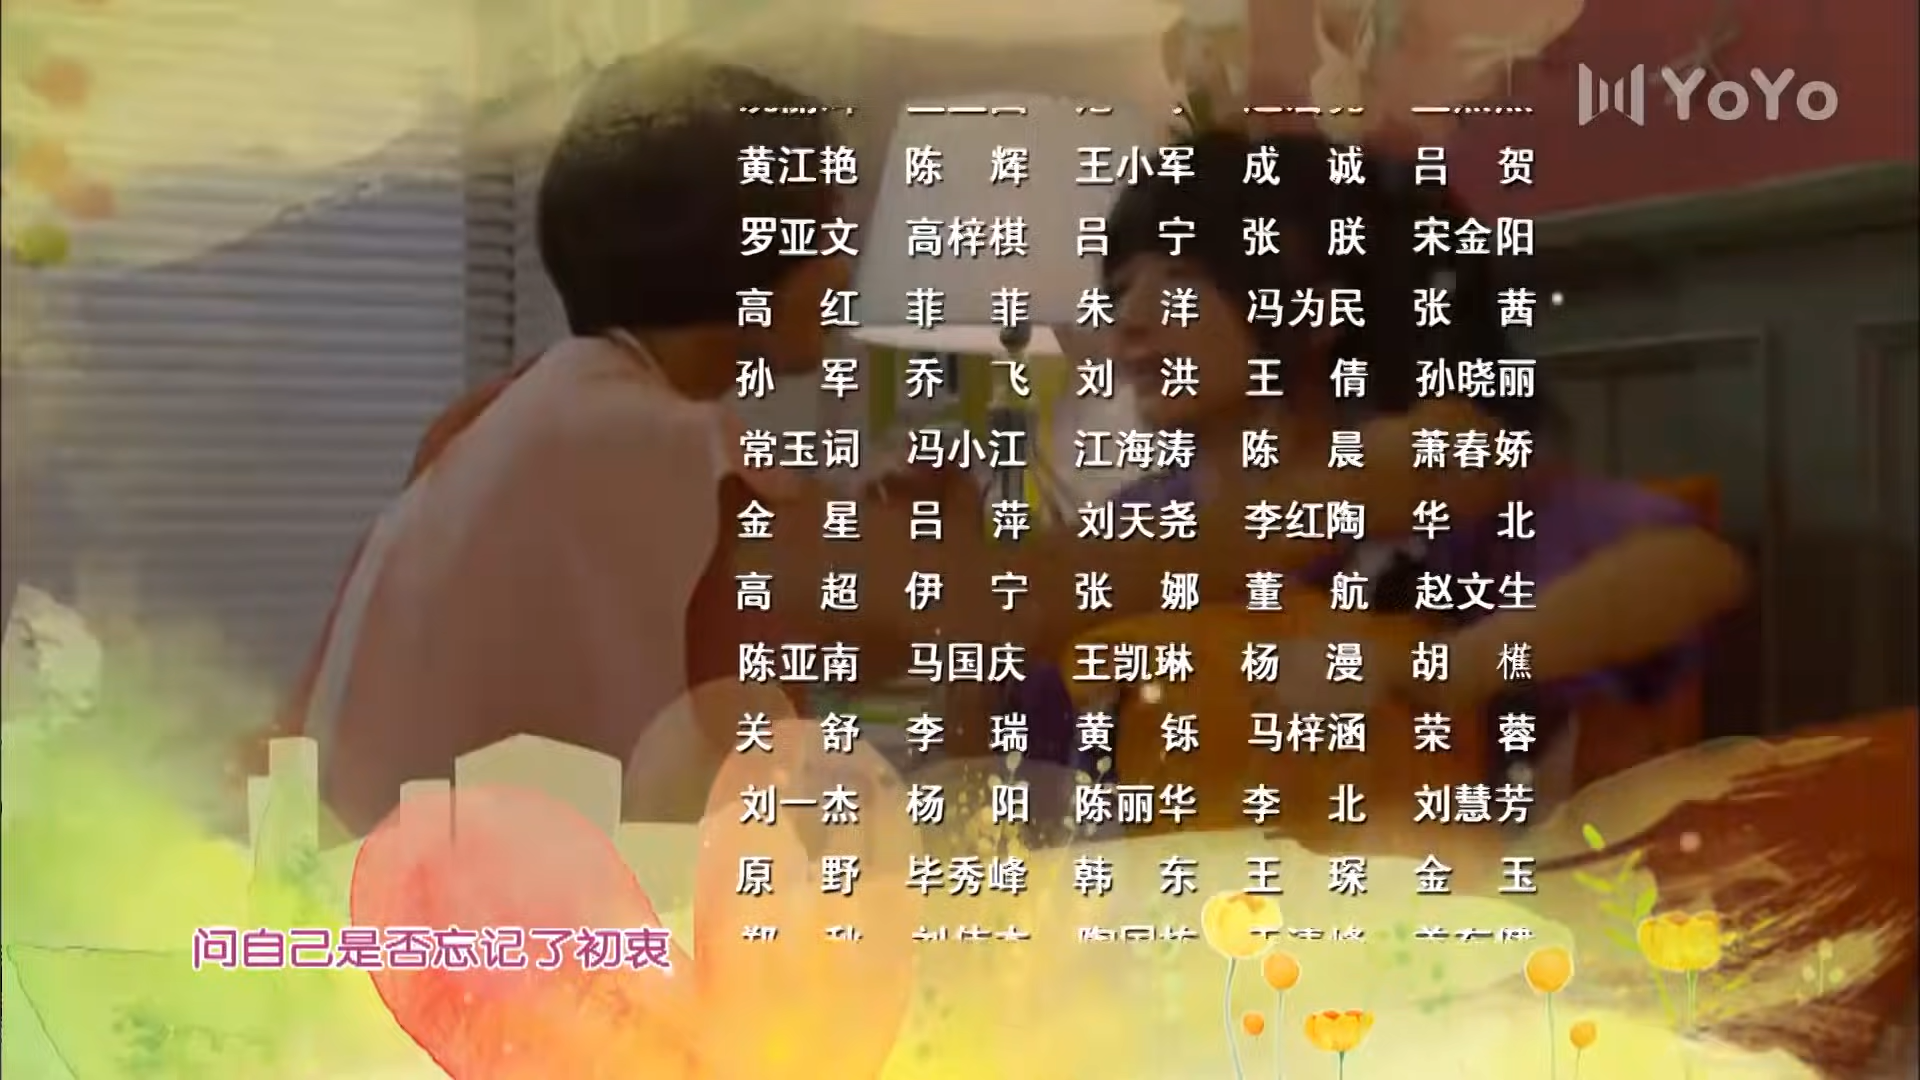 YoYo
黄江艳 陈辉 王小军 成诚 吕贺
罗亚文 高梓棋 吕宁 张朕 宋金阳
高红 菲菲 朱洋 冯为民 张茜
孙军 乔飞 刘洪 王倩 孙晓丽
常玉词 冯小江 江海涛 陈晨 萧春娇
金星 吕萍 刘天尧 李红陶 华北
高超 伊宁 张娜 董航 赵文生
陈亚南 马国庆 王凯琳 杨漫 胡樵
关舒 李瑞 黄铄 马梓涵 荣蓉
刘一杰 杨阳 陈丽华 李北 刘慧芳
原野 毕秀峰 韩东 王琛 金玉
问自己是否忘记了初衷